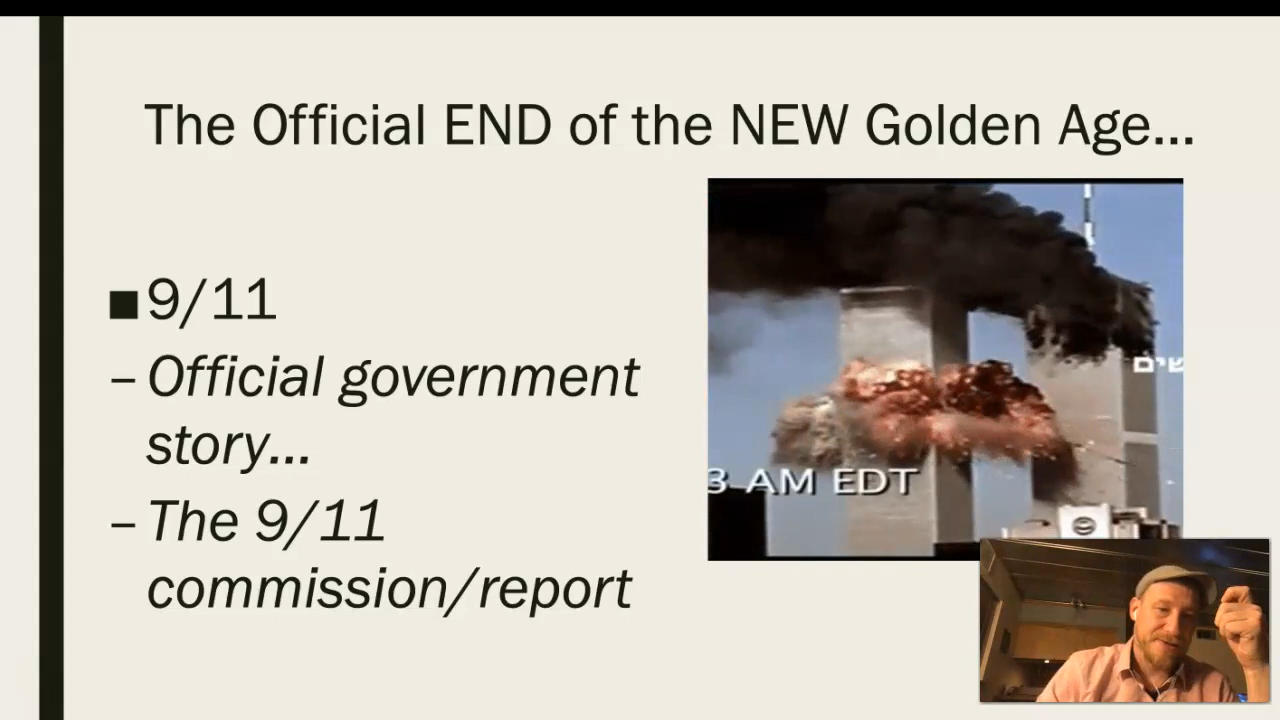 The Official END of the NEW Golden Age...
■9/11
– Official government
story...
– The 9/11
commission/report
שים
3 AM EDT